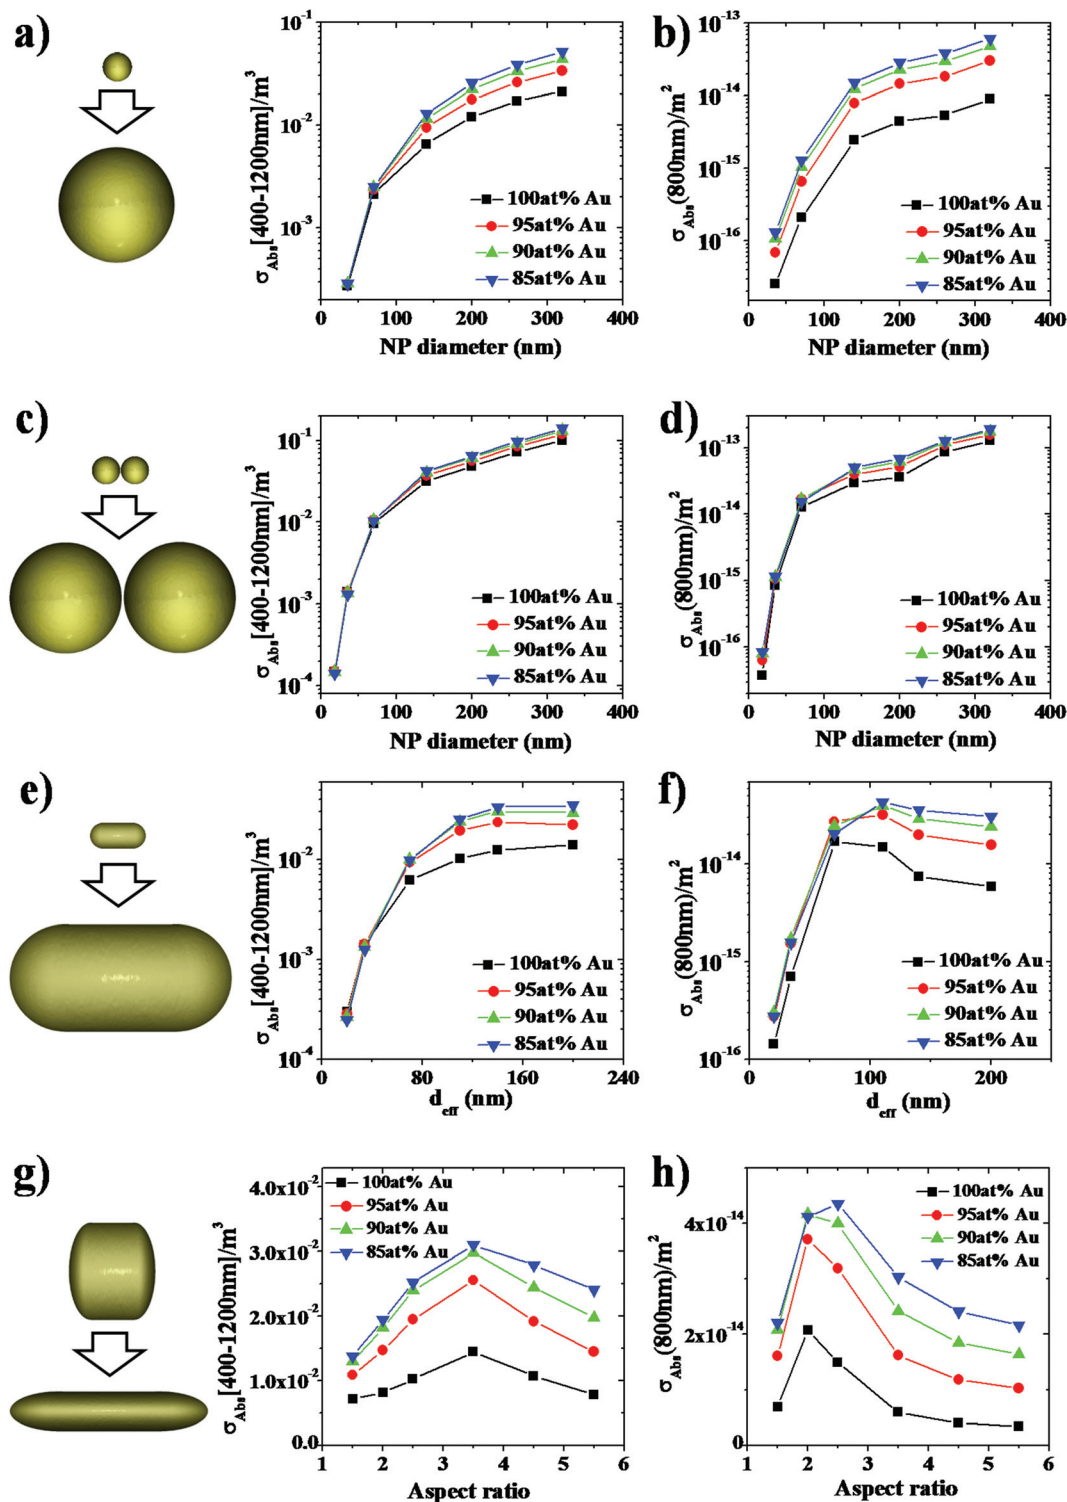 a)
σAbs[400-1200nm]/m³
10⁻¹
10⁻²
10⁻³
100at% Au
95at% Au
90at% Au
85at% Au
0 100 200 300 400
NP diameter (nm)
b)
σAbs(800nm)/m²
10⁻¹³
10⁻¹⁴
10⁻¹⁵
10⁻¹⁶
100at% Au
95at% Au
90at% Au
85at% Au
0 100 200 300 400
NP diameter (nm)
c)
σAbs[400-1200nm]/m³
10⁻¹
10⁻²
10⁻³
10⁻⁴
100at% Au
95at% Au
90at% Au
85at% Au
0 100 200 300 400
NP diameter (nm)
d)
σAbs(800nm)/m²
10⁻¹³
10⁻¹⁴
10⁻¹⁵
10⁻¹⁶
100at% Au
95at% Au
90at% Au
85at% Au
0 100 200 300 400
NP diameter (nm)
e)
σAbs[400-1200nm]/m³
10⁻²
10⁻³
10⁻⁴
100at% Au
95at% Au
90at% Au
85at% Au
0 80 160 240
deff (nm)
f)
σAbs(800nm)/m²
10⁻¹⁴
10⁻¹⁵
10⁻¹⁶
100at% Au
95at% Au
90at% Au
85at% Au
0 100 200
deff (nm)
g)
σAbs[400-1200nm]/m³
4.0x10⁻²
3.0x10⁻²
2.0x10⁻²
1.0x10⁻²
0.0
100at% Au
95at% Au
90at% Au
85at% Au
1 2 3 4 5 6
Aspect ratio
h)
σAbs(800nm)/m²
4x10⁻¹⁴
2x10⁻¹⁴
0
100at% Au
95at% Au
90at% Au
85at% Au
1 2 3 4 5 6
Aspect ratio